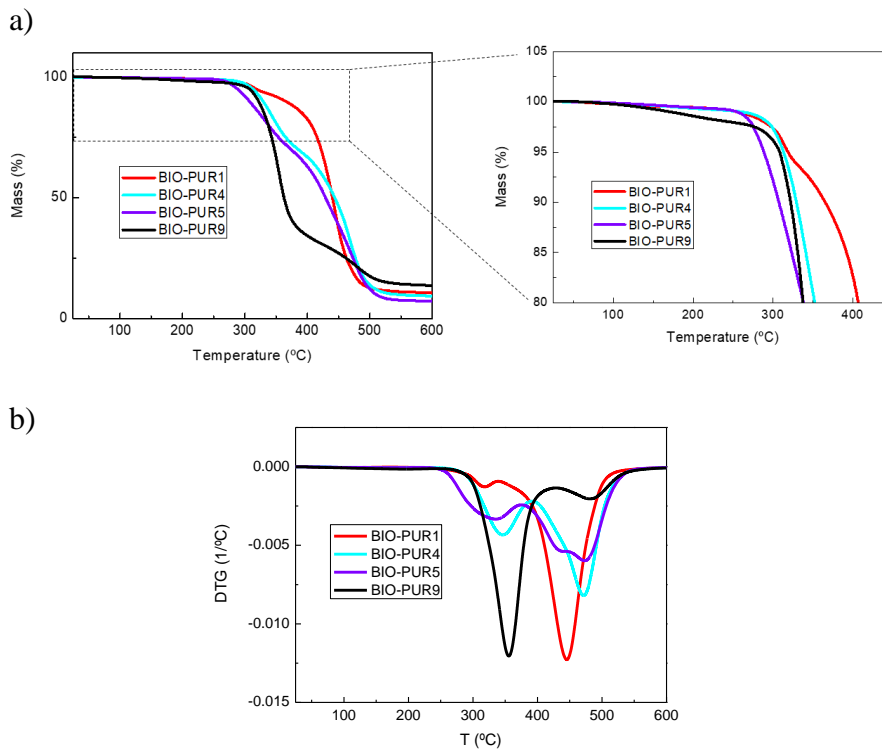 a)
100
50
0
Mass (%)
BIO-PUR1
BIO-PUR4
BIO-PUR5
BIO-PUR9
100 200 300 400 500 600
Temperature (ºC)
105
100
95
90
85
80
Mass (%)
BIO-PUR1
BIO-PUR4
BIO-PUR5
BIO-PUR9
100 200 300 400
Temperature (ºC)
b)
0.000
-0.005
-0.010
-0.015
DTG (1/ºC)
BIO-PUR1
BIO-PUR4
BIO-PUR5
BIO-PUR9
100 200 300 400 500 600
T (ºC)